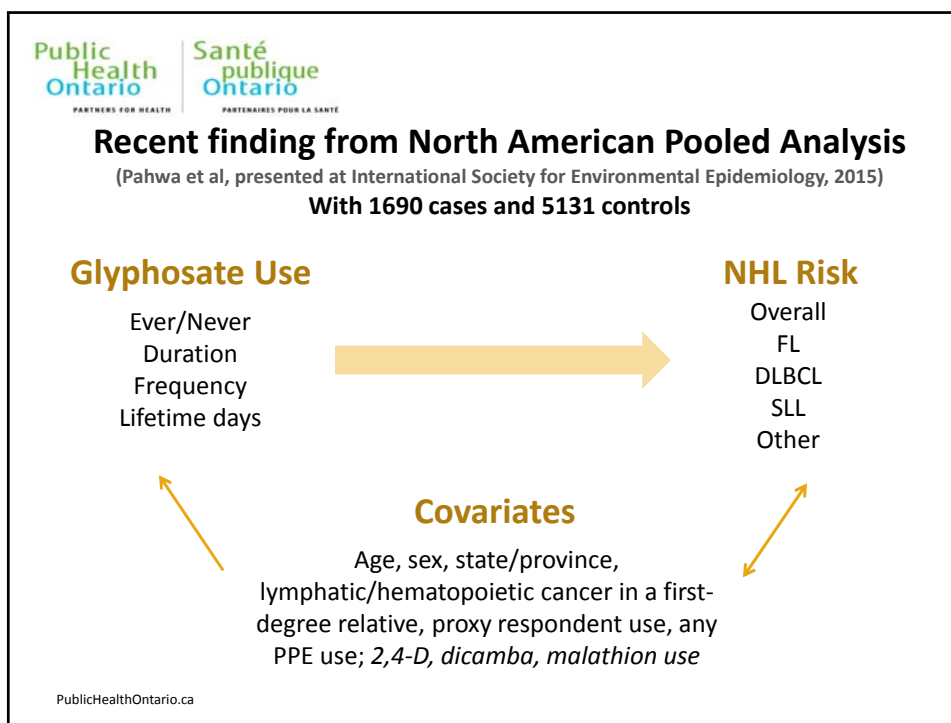 Public
Health
Ontario
PARTNERS FOR HEALTH
Santé
publique
Ontario
PARTENAIRES POUR LA SANTÉ
Recent finding from North American Pooled Analysis
(Pahwa et al, presented at International Society for Environmental Epidemiology, 2015)
With 1690 cases and 5131 controls
Glyphosate Use
Ever/Never
Duration
Frequency
Lifetime days
NHL Risk
Overall
FL
DLBCL
SLL
Other
Covariates
Age, sex, state/province,
lymphatic/hematopoietic cancer in a first-
degree relative, proxy respondent use, any
PPE use; 2,4-D, dicamba, malathion use
PublicHealthOntario.ca